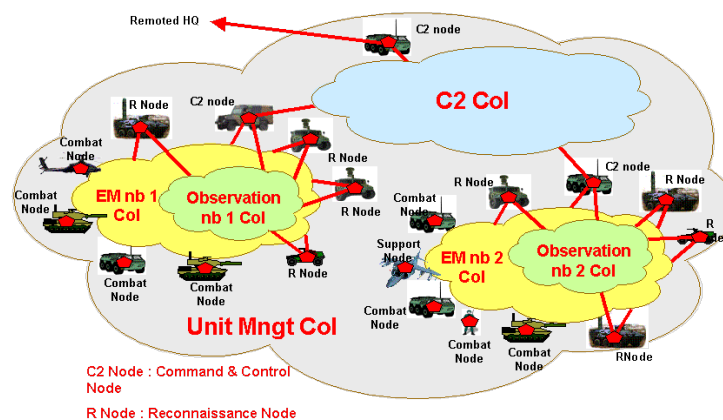 Remoted HQ
C2 node
C2 Col
R Node
C2 node
Combat
Node
R Node
R Node
R Node
Combat
Node
EM nb 1
Col
Observation
nb 1 Col
Combat
Node
Combat
Node
C2 node
R Node
R Node
R
Node
Combat
Node
Support
Node
EM nb 2
Col
Observation
nb 2 Col
Combat
Node
Combat
Node
Combat
Node
RNode
Unit Mngt Col
C2 Node : Command & Control
Node
R Node : Reconnaissance Node